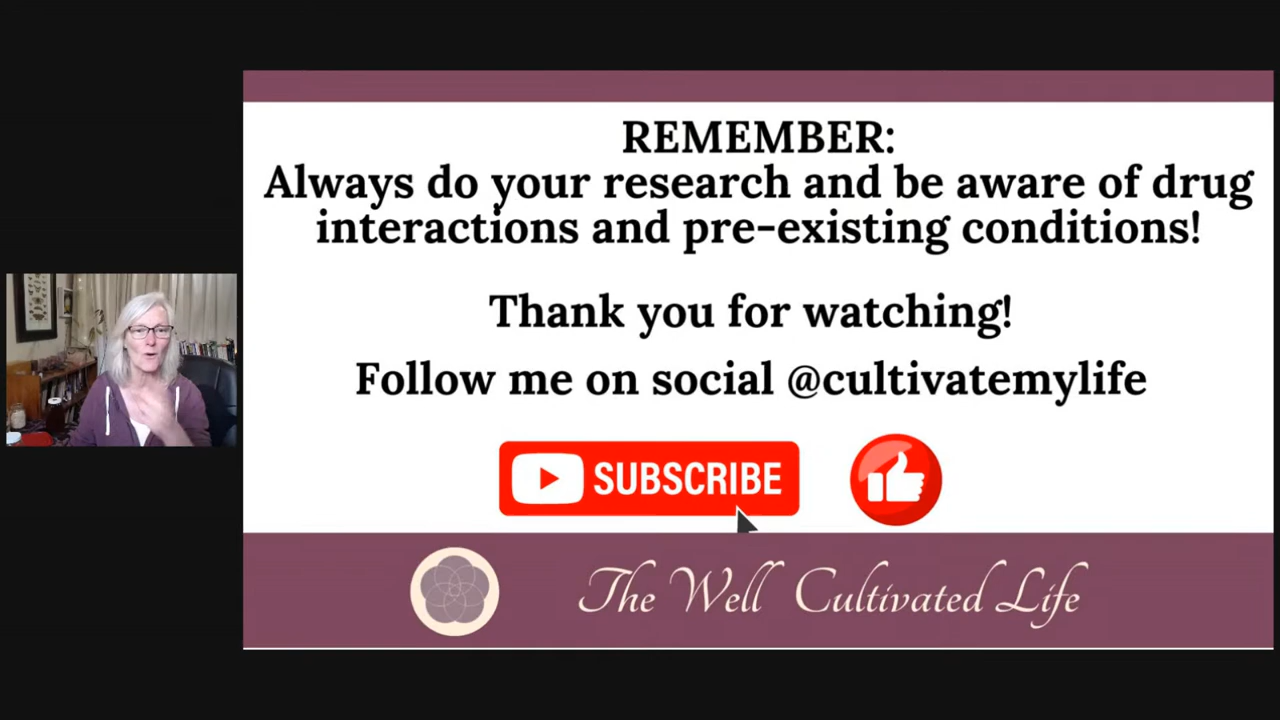 REMEMBER:
Always do your research and be aware of drug
interactions and pre-existing conditions!
Thank you for watching!
Follow me on social @cultivatemylife
SUBSCRIBE
The Well Cultivated Life